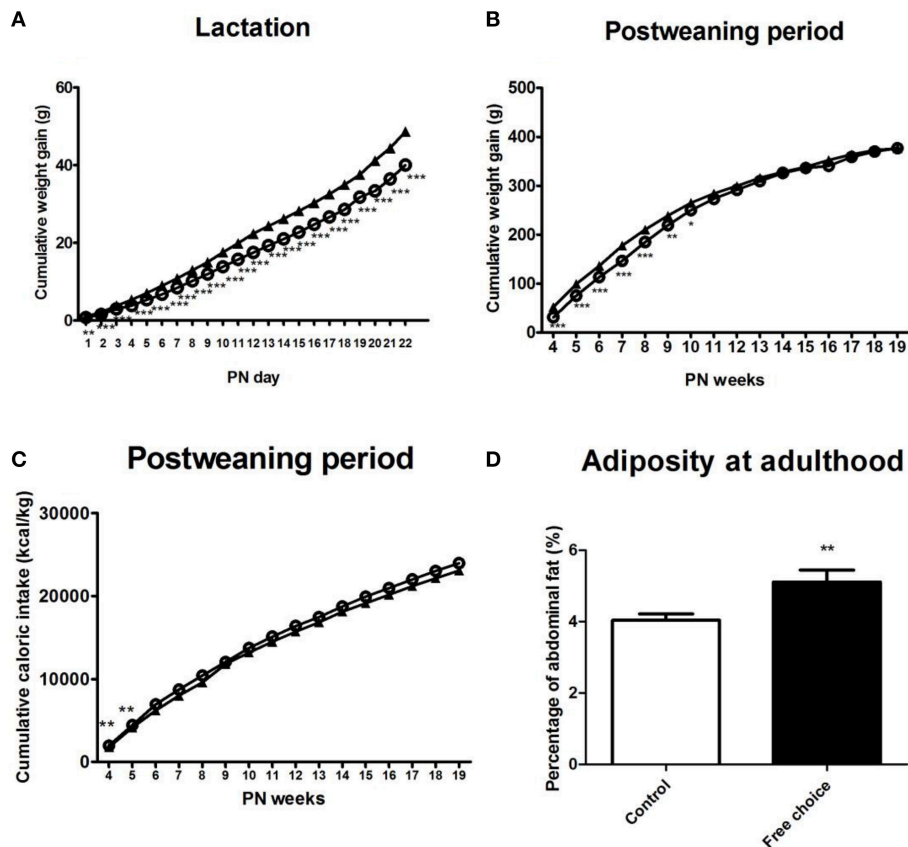 A
Lactation
Cumulative weight gain (g)
60
40
20
0
** *** *** *** *** *** *** *** *** *** *** *** *** *** *** *** *** *** *** *** *** ***
1 2 3 4 5 6 7 8 9 10 11 12 13 14 15 16 17 18 19 20 21 22
PN day
B
Postweaning period
Cumulative weight gain (g)
500
400
300
200
100
0
*** *** *** *** *** ** *
4 5 6 7 8 9 10 11 12 13 14 15 16 17 18 19
PN weeks
C
Postweaning period
Cumulative caloric intake (kcal/kg)
30000
20000
10000
0
** **
4 5 6 7 8 9 10 11 12 13 14 15 16 17 18 19
PN weeks
D
Adiposity at adulthood
Percentage of abdominal fat (%)
6
4
2
0
**
Control
Free choice